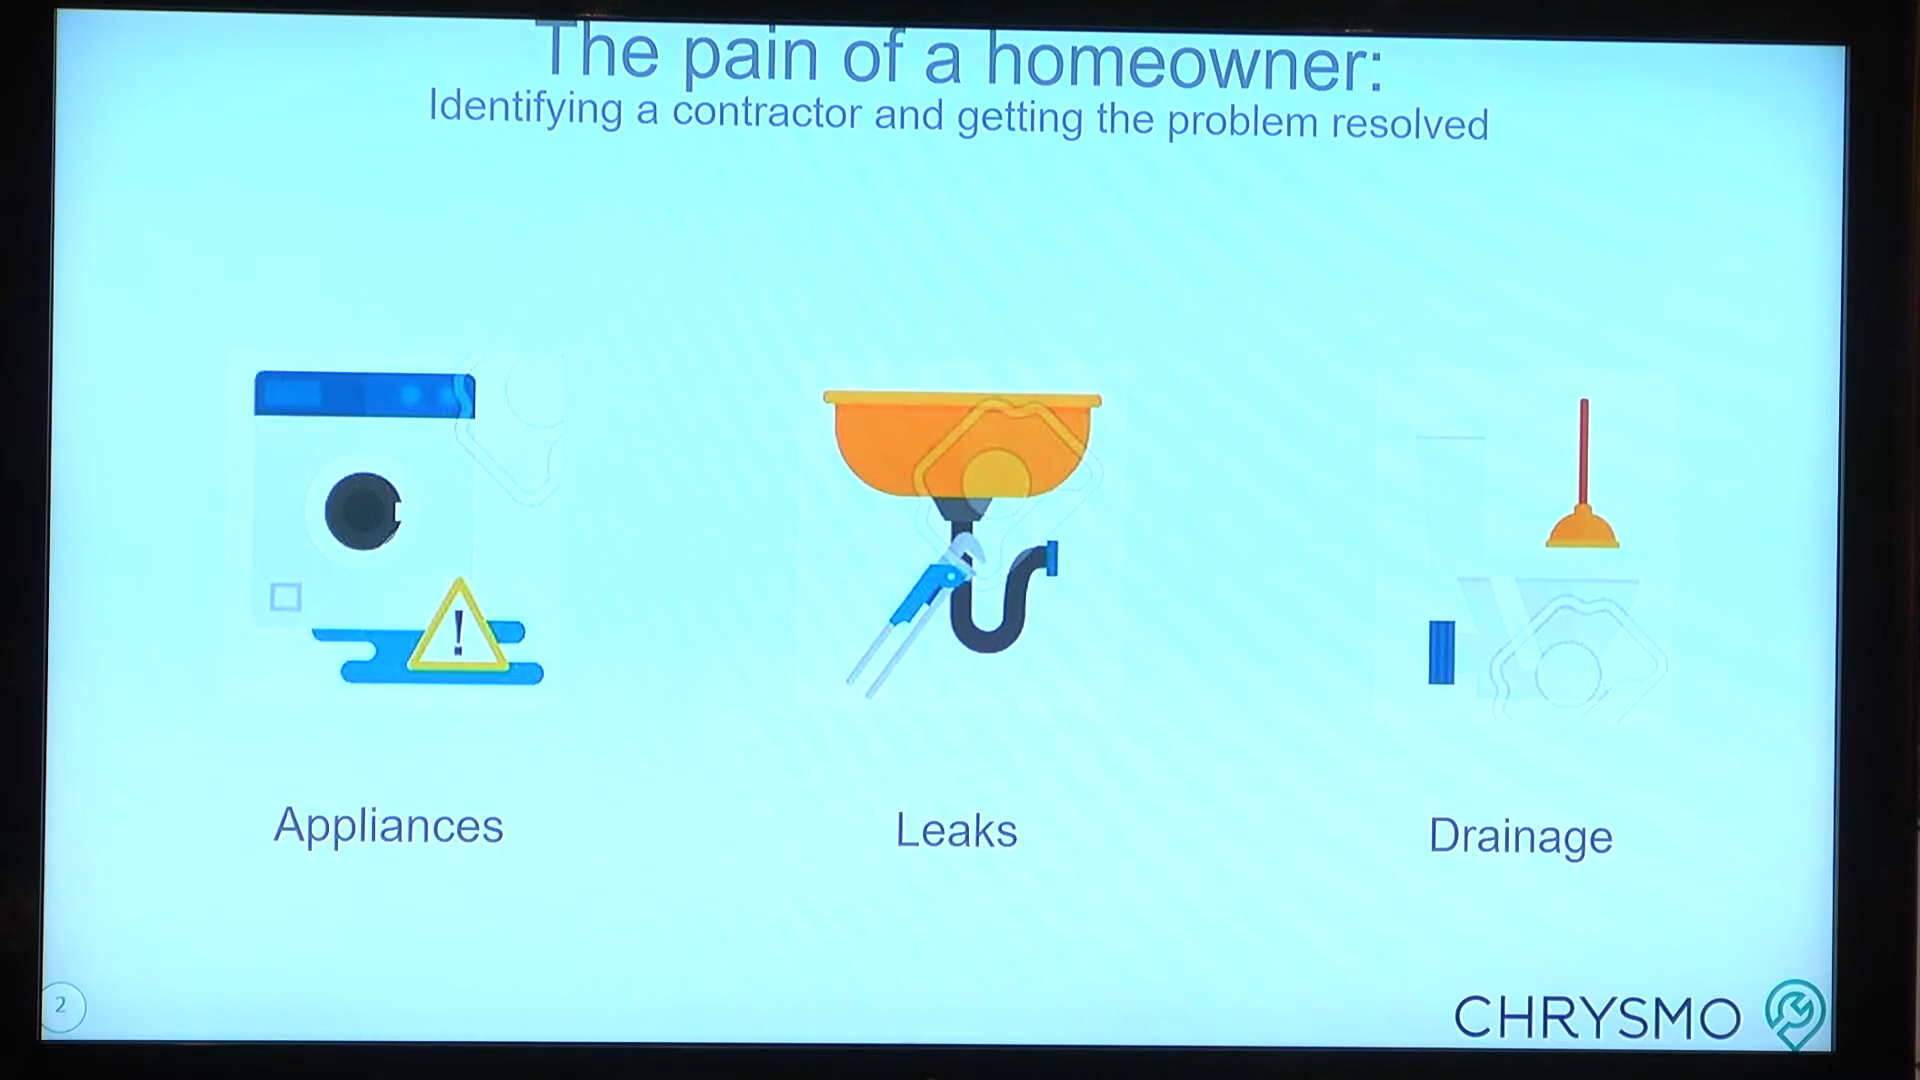 The pain of a homeowner:
Identifying a contractor and getting the problem resolved
!
Appliances
Leaks
Drainage
2
CHRYSMO